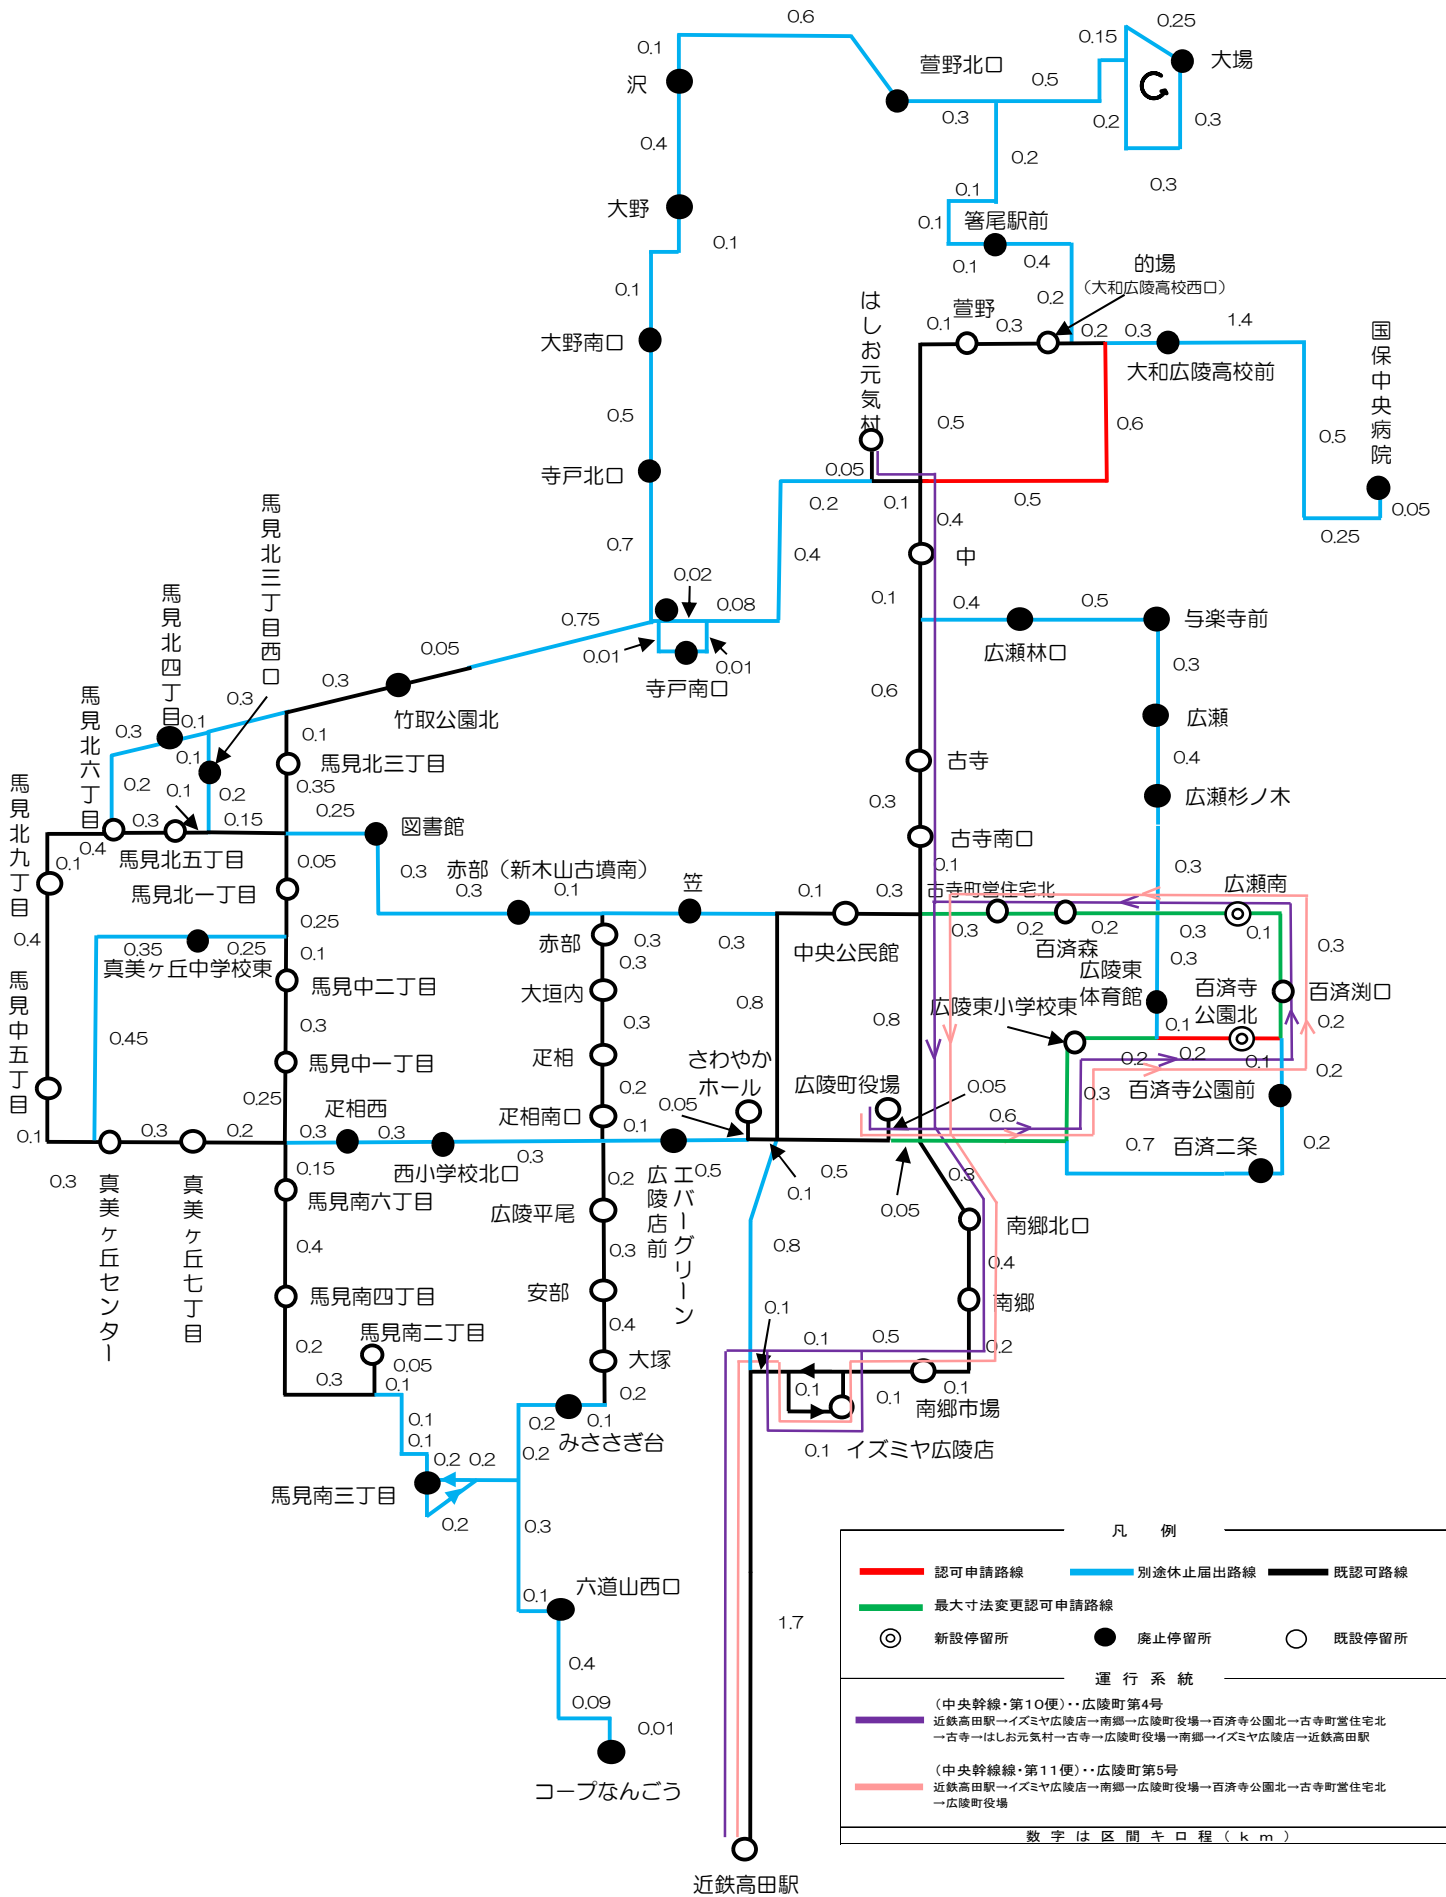 0.6
0.25
0.1
0.15
沢
萱野北口
0.5
大場
0.4
0.3
0.2
0.3
0.2
0.3
大野
0.1
0.1
0.1
箸尾駅前
0.1
0.4
的場
(大和広陵高校西口)
0.1
0.2
はしお元気村
萱野
0.1
0.3
0.2
0.3
1.4
国保中央病院
大野南口
大和広陵高校前
0.5
0.5
0.6
0.5
寺戸北口
0.05
0.2
0.1
0.5
0.05
0.4
0.25
0.7
0.4
中
馬見北三丁目西口
馬見北四丁目
0.02
0.08
0.75
0.1
0.4
0.5
与楽寺前
広瀬林口
0.05
0.01
0.01
0.3
寺戸南口
0.3
0.6
馬見北六丁目
0.3
竹取公園北
広瀬
0.3
0.1
0.1
0.4
0.1
馬見北三丁目
古寺
馬見北九丁目
0.2
0.1
0.2
0.35
広瀬杉ノ木
0.3
0.3
0.15
0.25
図書館
古寺南口
0.4
馬見北五丁目
0.1
0.05
0.3
赤部(新木山古墳南)
0.1
0.3
馬見北一丁目
0.3
0.1
笠
0.1
0.3
古寺町営住宅北
広瀬南
0.25
0.4
0.35
0.25
赤部
0.3
0.3
中央公民館
0.3
0.2
0.2
0.3
0.1
百済森
0.3
真美ヶ丘中学校東
0.1
0.3
0.3
馬見中五丁目
馬見中二丁目
大垣内
広陵東体育館
百済寺公園北
百済渕口
0.8
広陵東小学校東
0.45
0.3
0.3
0.8
0.1
0.2
馬見中一丁目
疋相
さわやかホール
0.2
0.2
0.1
0.2
0.25
0.2
広陵町役場
0.05
0.3
百済寺公園前
疋相西
疋相南口
0.05
0.6
0.1
0.3
0.2
0.3
0.3
0.1
0.7
百済二条
0.2
西小学校北口
0.3
0.5
0.5
0.3
0.3
0.15
0.2
0.1
0.05
真美ヶ丘センター
真美ヶ丘七丁目
馬見南六丁目
広陵平尾
エバーグリーン広陵店前
南郷北口
0.4
0.3
0.8
0.4
馬見南四丁目
安部
南郷
馬見南二丁目
0.4
0.1
0.2
0.1
0.5
0.2
大塚
0.3
0.05
0.1
0.2
0.1
0.1
0.1
0.1
0.2
0.1
南郷市場
0.1
みささぎ台
0.1
イズミヤ広陵店
0.2
0.2
0.2
馬見南三丁目
0.2
0.3
0.1
六道山西口
1.7
0.4
0.09
0.01
コープなんごう
近鉄高田駅
凡 例
認可申請路線
別途休止届出路線
既認可路線
最大寸法変更認可申請路線
新設停留所
廃止停留所
既設停留所
運行系統
(中央幹線・第10便)・・広陵町第4号
近鉄高田駅→イズミヤ広陵店→南郷→広陵町役場→百済寺公園北→古寺町営住宅北
→古寺→はしお元気村→古寺→広陵町役場→南郷→イズミヤ広陵店→近鉄高田駅
(中央幹線線・第11便)・・広陵町第5号
近鉄高田駅→イズミヤ広陵店→南郷→広陵町役場→百済寺公園北→古寺町営住宅北
→広陵町役場
数字は区間キロ程(km)